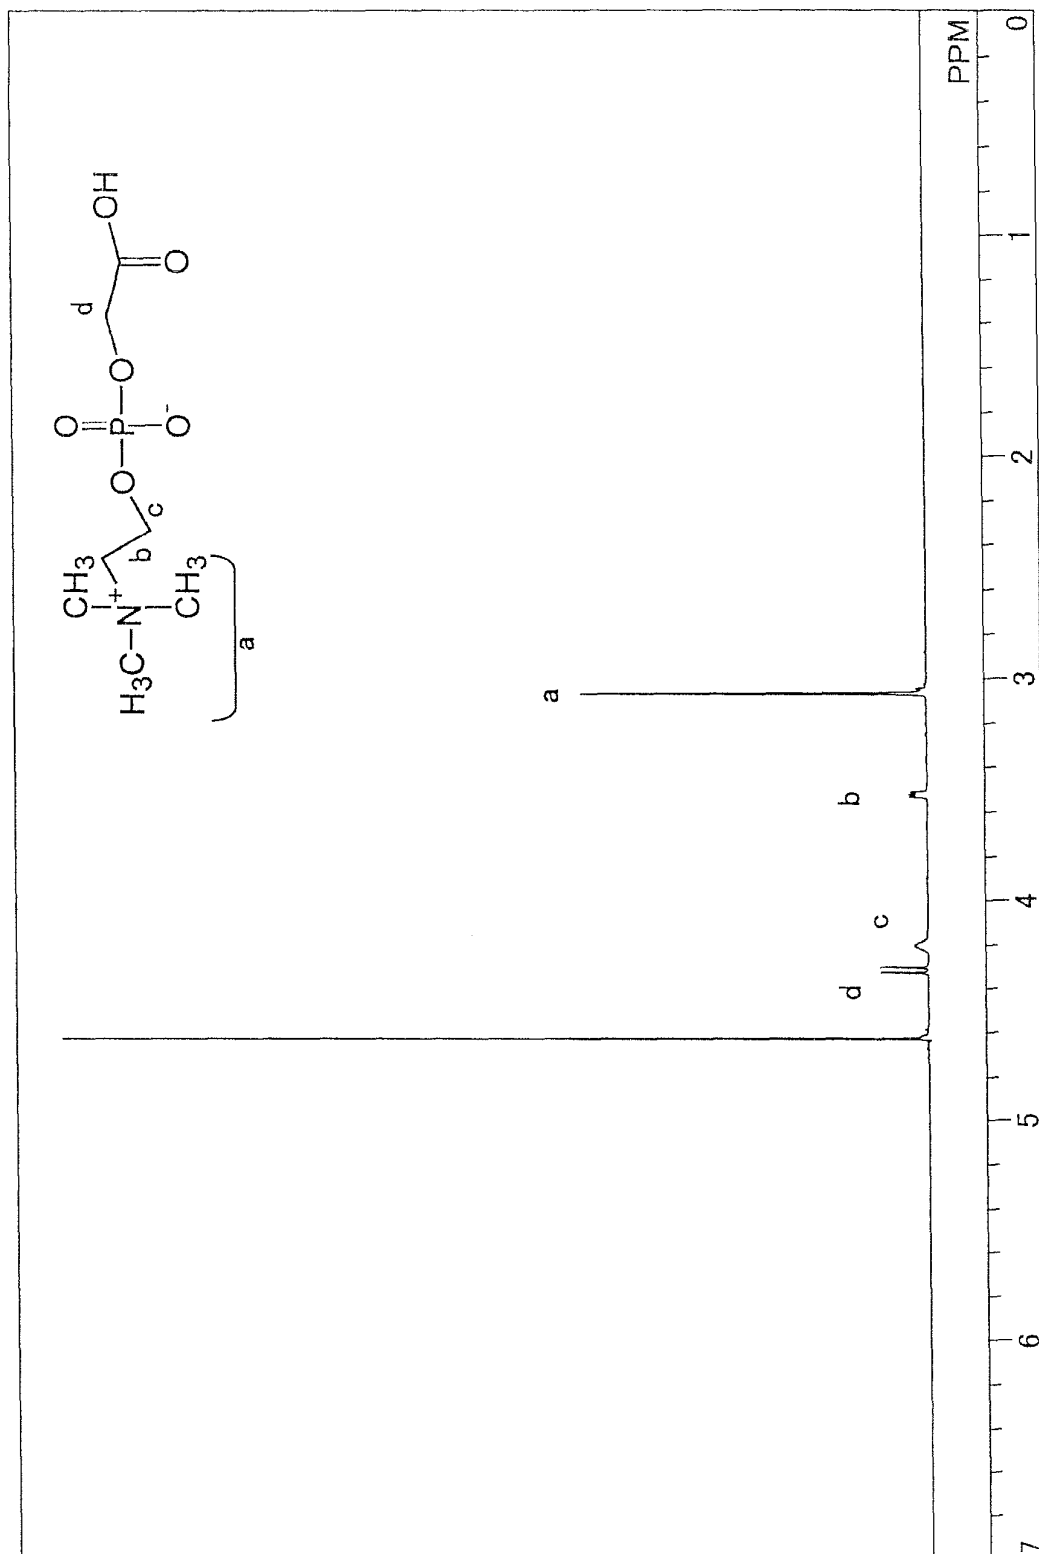 CH₃ O d OH
H₃C–N⁺ b c O P O
CH₃ O⁻ O
a
a
d b
c
PPM
7 6 5 4 3 2 1 0